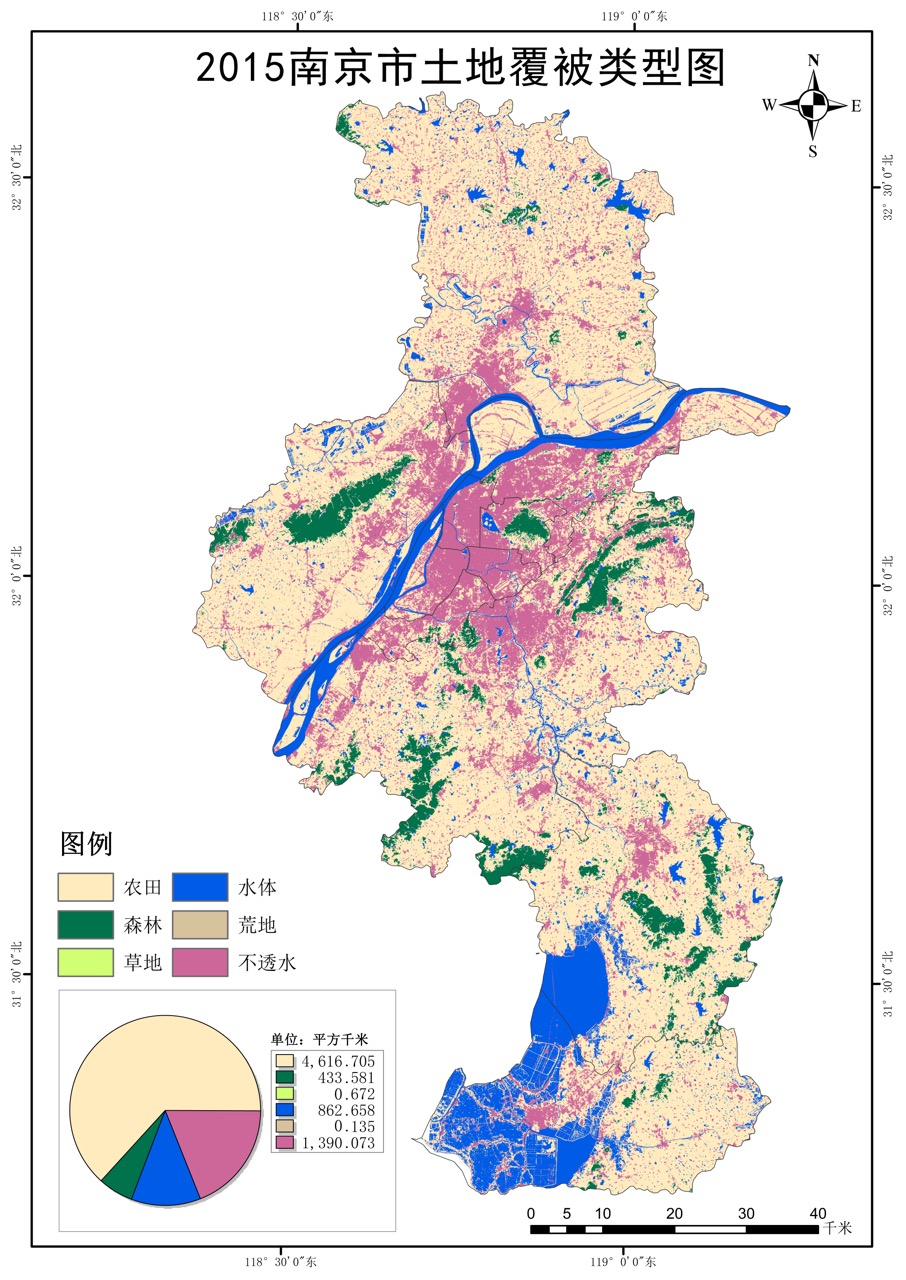 118° 30′0″东
119° 0′0″东
2015南京市土地覆被类型图
N
W
E
S
32° 30′0″北
32° 30′0″北
32° 0′0″北
32° 0′0″北
图例
农田
水体
森林
荒地
草地
不透水
31° 30′0″北
31° 30′0″北
单位：平方千米
4,616.705
433.581
0.672
862.658
0.135
1,390.073
0 5 10 20 30 40
千米
118° 30′0″东
119° 0′0″东